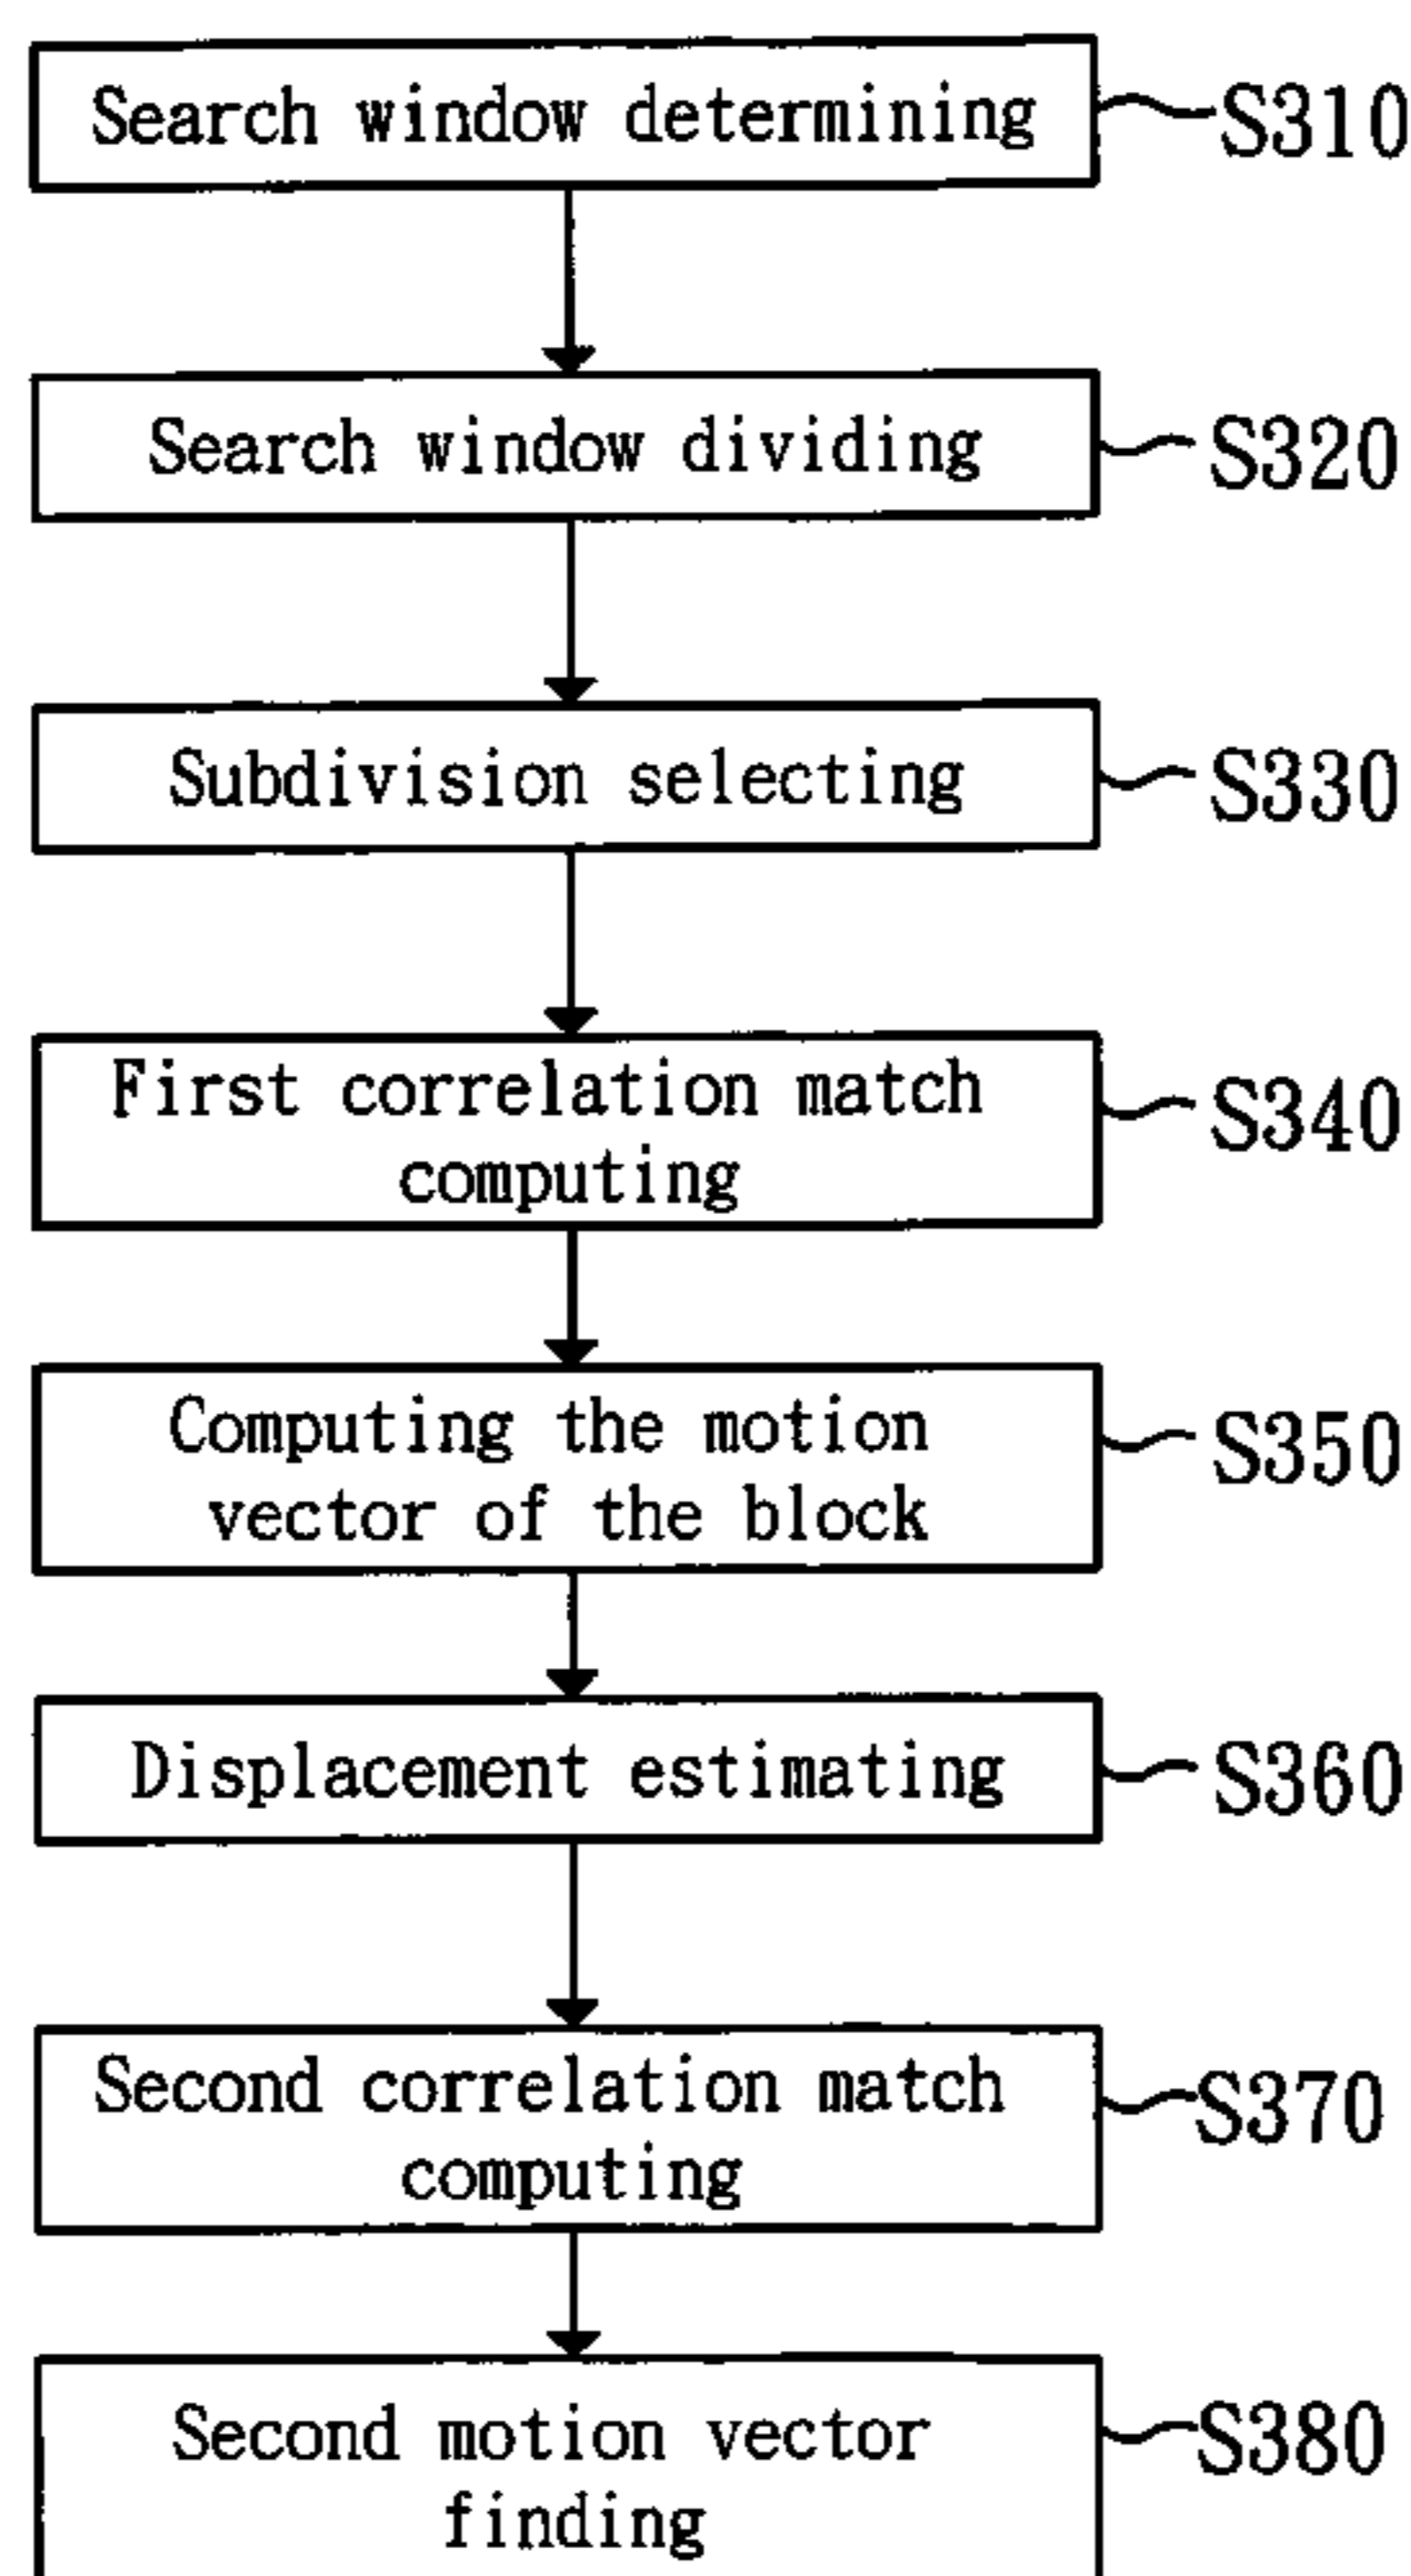 Search window determining
S310
Search window dividing
S320
Subdivision selecting
S330
First correlation match
computing
S340
Computing the motion
vector of the block
S350
Displacement estimating
S360
Second correlation match
computing
S370
Second motion vector
finding
S380